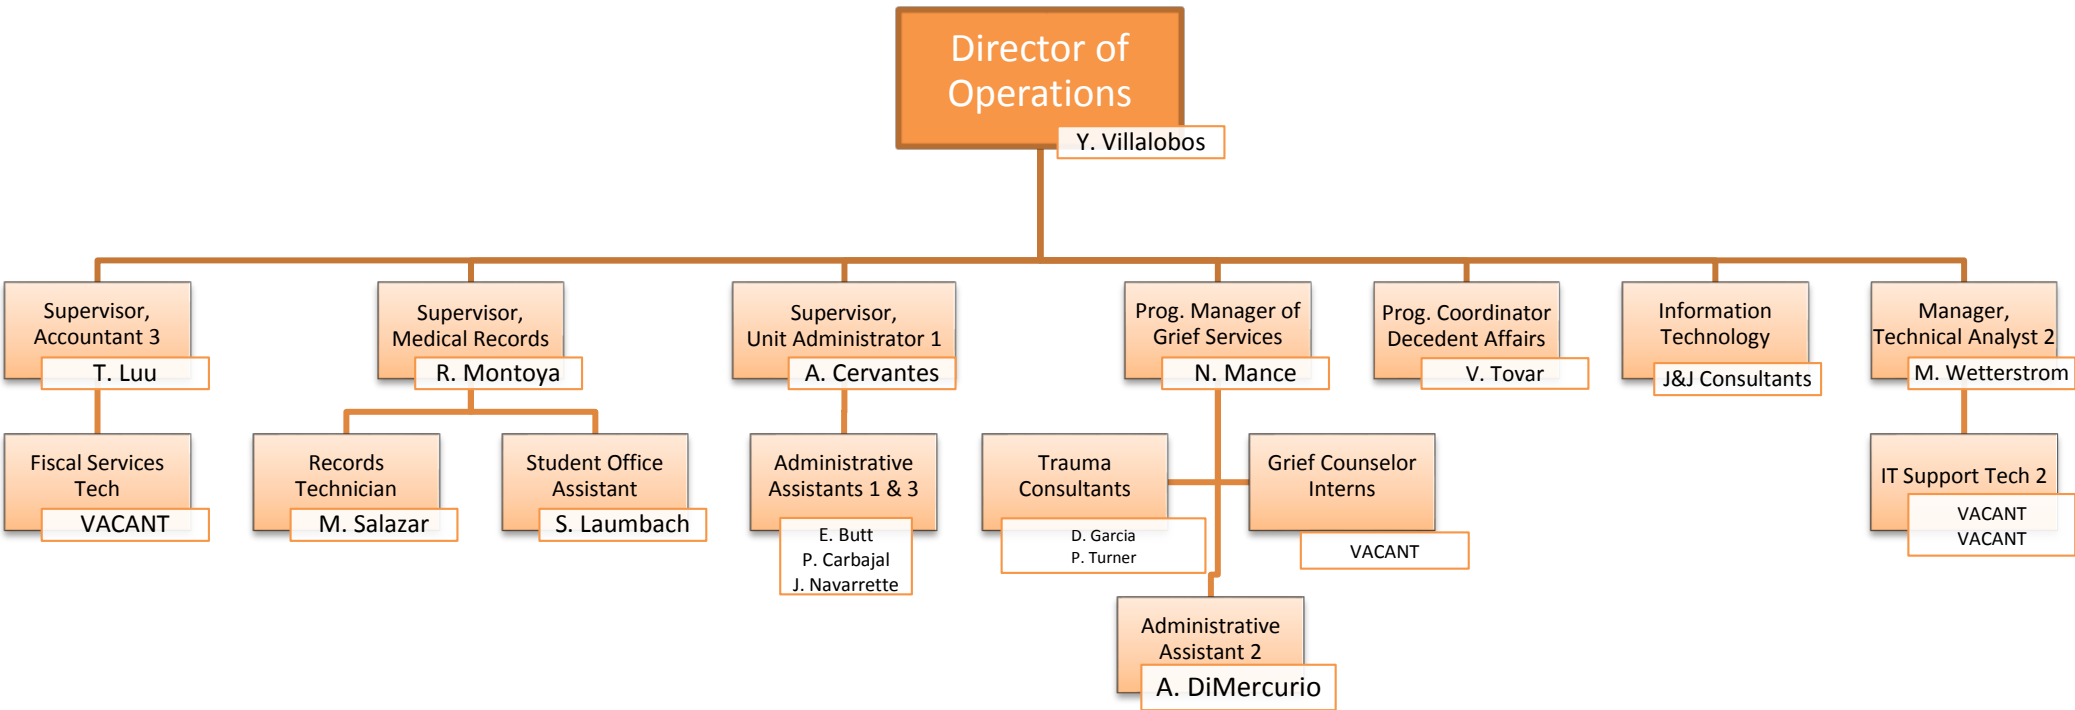 Director of
Operations
Y. Villalobos
Supervisor,
Accountant 3
T. Luu
Supervisor,
Medical Records
R. Montoya
Supervisor,
Unit Administrator 1
A. Cervantes
Prog. Manager of
Grief Services
N. Mance
Prog. Coordinator
Decedent Affairs
V. Tovar
Information
Technology
J&J Consultants
Manager,
Technical Analyst 2
M. Wetterstrom
Fiscal Services
Tech
VACANT
Records
Technician
M. Salazar
Student Office
Assistant
S. Laumbach
Administrative
Assistants 1 & 3
E. Butt
P. Carbajal
J. Navarrette
Trauma
Consultants
D. Garcia
P. Turner
Grief Counselor
Interns
VACANT
IT Support Tech 2
VACANT
VACANT
Administrative
Assistant 2
A. DiMercurio